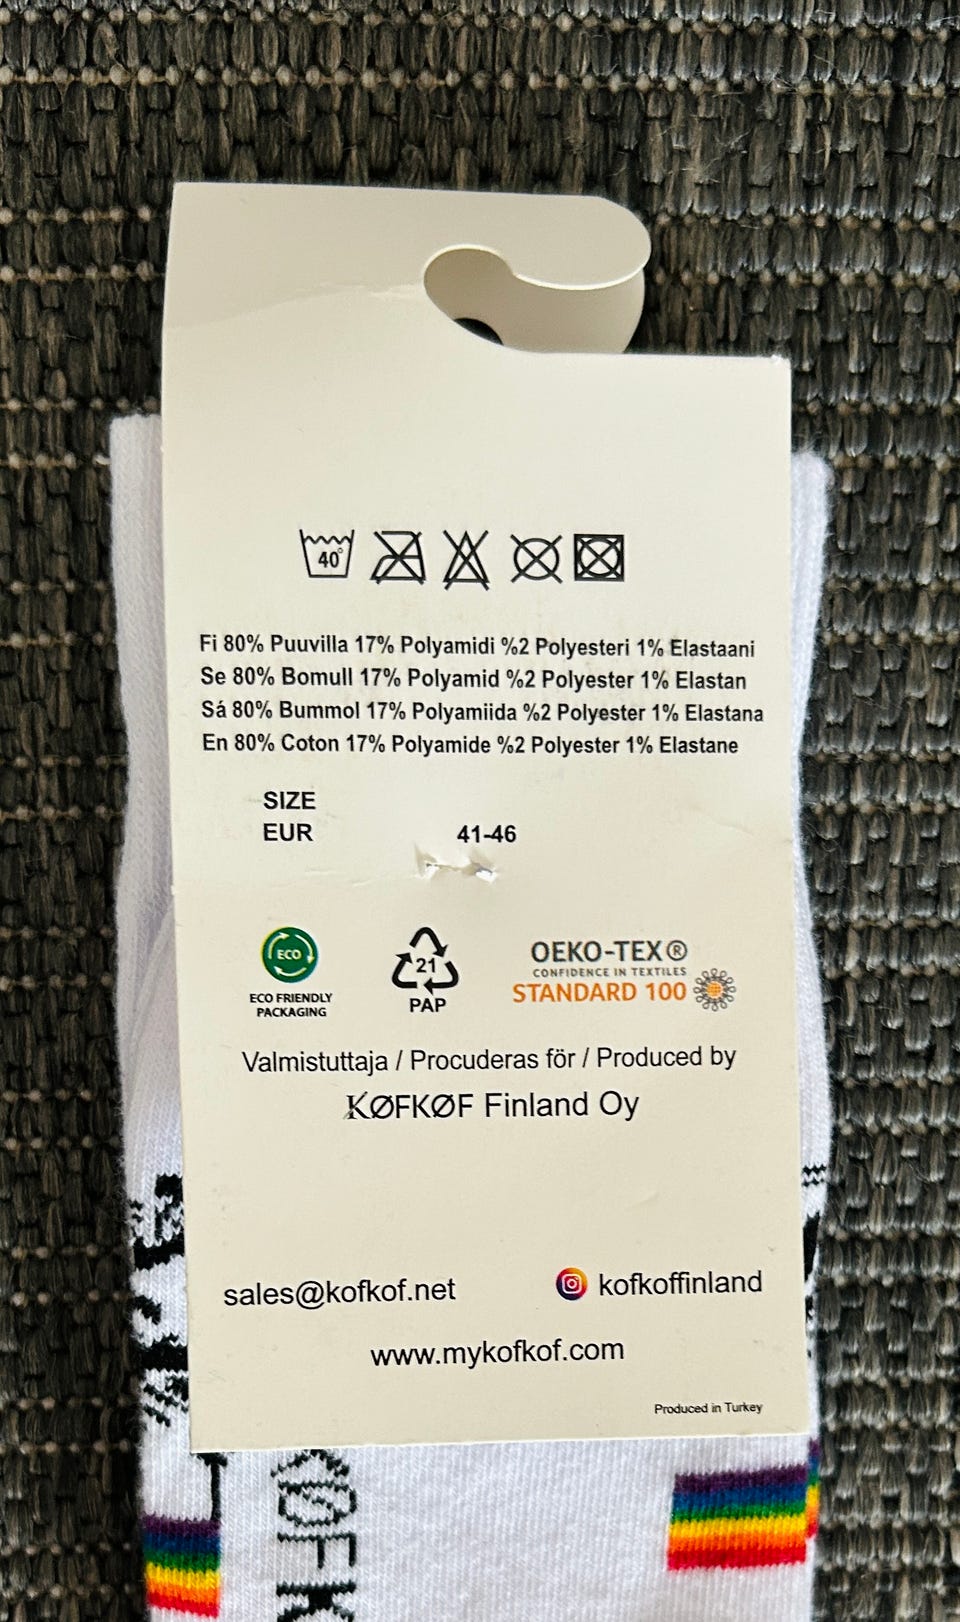 40°
Fi 80% Puuvilla 17% Polyamidi %2 Polyesteri 1% Elastaani
Se 80% Bomull 17% Polyamid %2 Polyester 1% Elastan
Sá 80% Bummol 17% Polyamiida %2 Polyester 1% Elastana
En 80% Coton 17% Polyamide %2 Polyester 1% Elastane
SIZE
EUR 41-46
ECO
ECO FRIENDLY
PACKAGING
21
PAP
OEKO-TEX®
CONFIDENCE IN TEXTILES
STANDARD 100
Valmistuttaja / Procuderas för / Produced by
KØFKØF Finland Oy
sales@kofkof.net
kofkoffinland
www.mykofkof.com
Produced in Turkey
KØFK